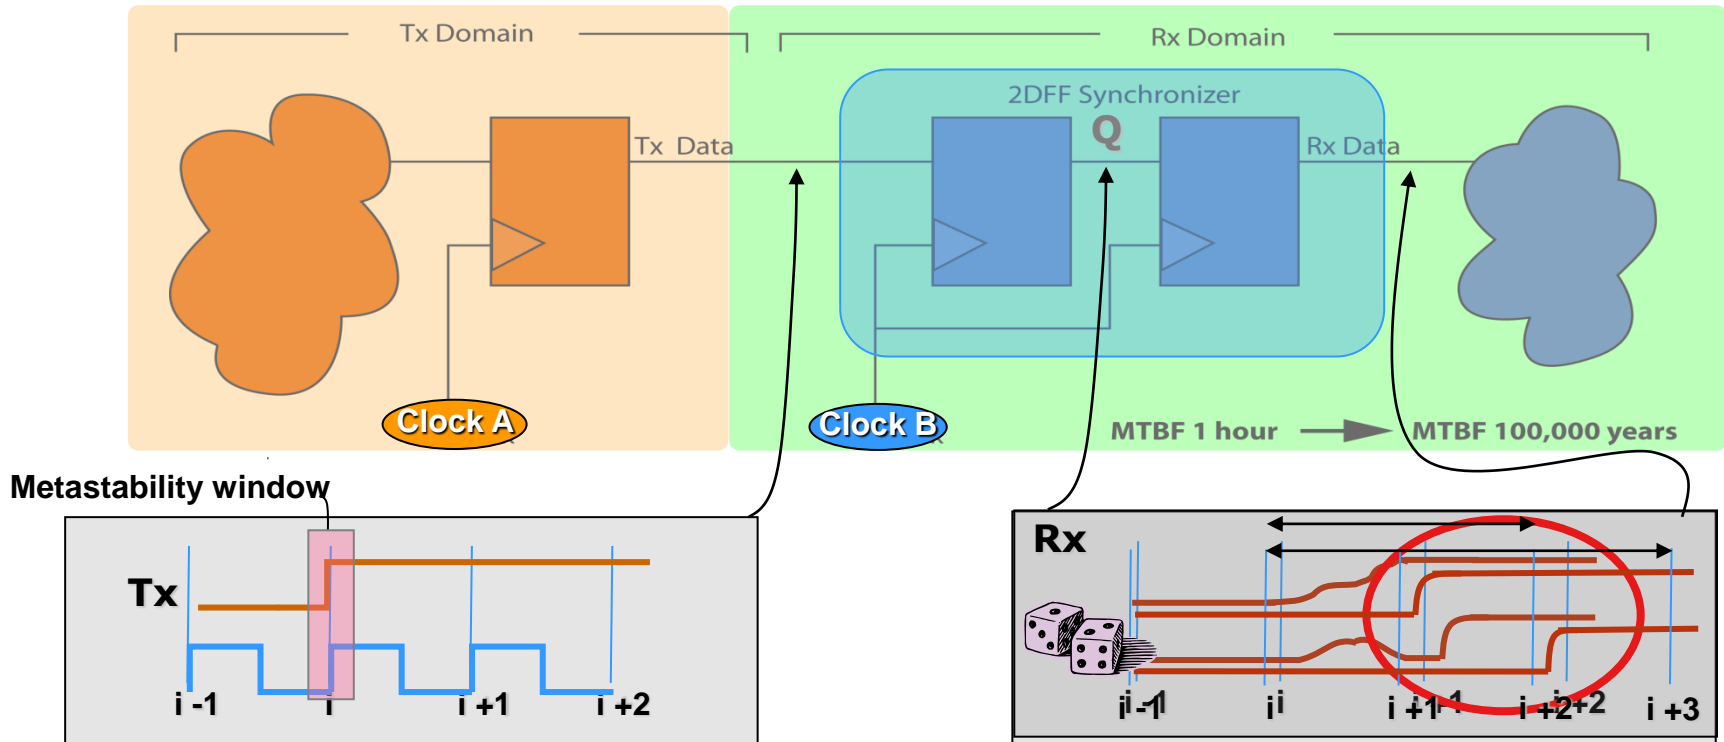 Tx Domain
Rx Domain
2DFF Synchronizer
Q
Tx Data
Rx Data
Clock A
Clock B
MTBF 1 hour
MTBF 100,000 years
Metastability window
Tx
i -1
i
i +1
i +2
Rx
i -1
i
i +1
i +2
i +3